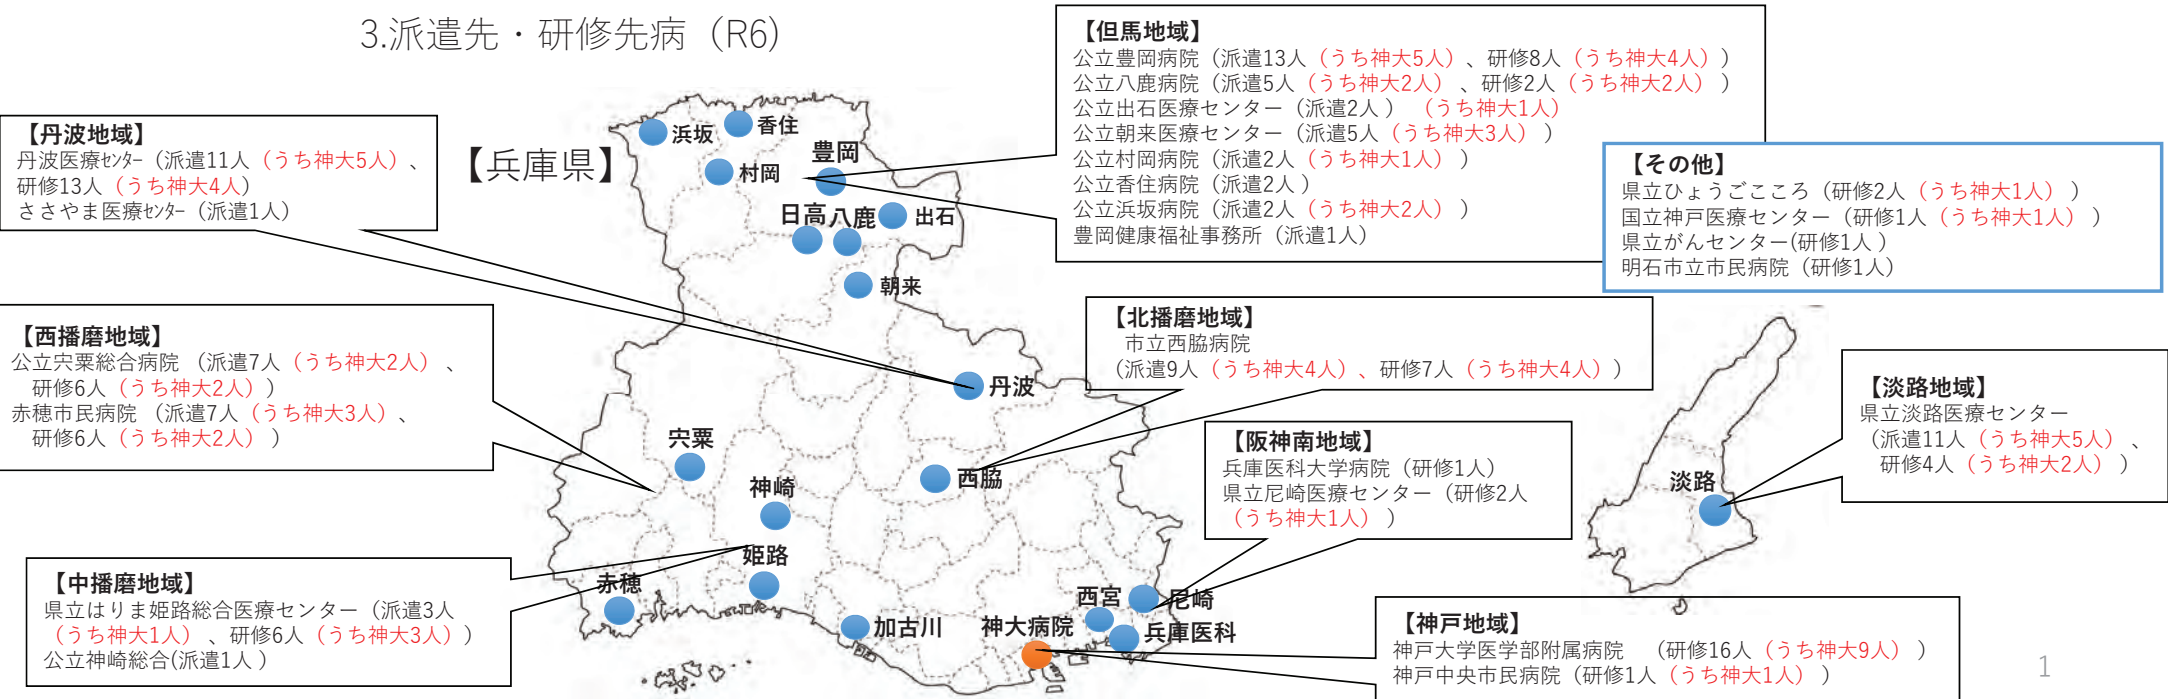 3.派遣先・研修先病（R6）
【但馬地域】
公立豊岡病院（派遣13人（うち神大5人）、研修8人（うち神大4人））
公立八鹿病院（派遣5人（うち神大2人）、研修2人（うち神大2人））
公立出石医療センター（派遣2人）（うち神大1人）
公立朝来医療センター（派遣5人（うち神大3人））
公立村岡病院（派遣2人（うち神大1人））
公立香住病院（派遣2人）
公立浜坂病院（派遣2人（うち神大2人））
豊岡健康福祉事務所（派遣1人）
【丹波地域】
丹波医療ｾﾝﾀｰ（派遣11人（うち神大5人）、
研修13人（うち神大4人）
ささやま医療ｾﾝﾀｰ（派遣1人）
【兵庫県】
浜坂
香住
村岡
豊岡
日高
八鹿
出石
朝来
【その他】
県立ひょうごこころ（研修2人（うち神大1人））
国立神戸医療センター（研修1人（うち神大1人））
県立がんセンター(研修1人）
明石市立市民病院（研修1人）
【西播磨地域】
公立宍粟総合病院（派遣7人（うち神大2人）、
研修6人（うち神大2人））
赤穂市民病院（派遣7人（うち神大3人）、
研修6人（うち神大2人））
【北播磨地域】
市立西脇病院
（派遣9人（うち神大4人）、研修7人（うち神大4人））
丹波
宍粟
神崎
西脇
【阪神南地域】
兵庫医科大学病院（研修1人）
県立尼崎医療センター（研修2人
（うち神大1人））
【淡路地域】
県立淡路医療センター
（派遣11人（うち神大5人）、
研修4人（うち神大2人））
淡路
【中播磨地域】
県立はりま姫路総合医療センター（派遣3人
（うち神大1人）、研修6人（うち神大3人））
公立神崎総合(派遣1人）
赤穂
姫路
加古川
神大病院
西宮
尼崎
兵庫医科
【神戸地域】
神戸大学医学部附属病院　（研修16人（うち神大9人））
神戸中央市民病院（研修1人（うち神大1人））
1